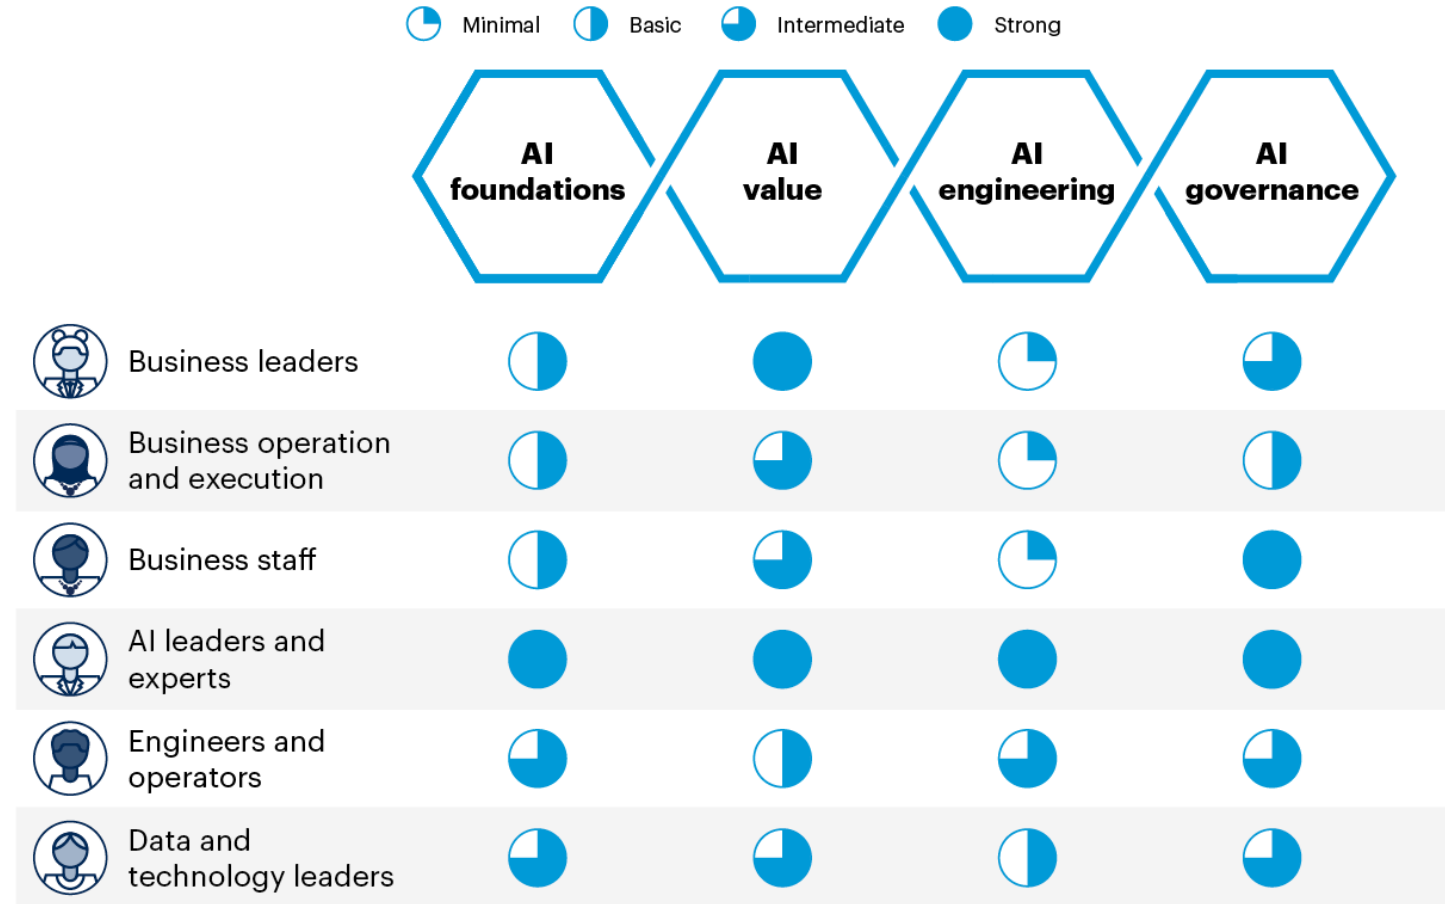 Minimal Basic Intermediate Strong
AI
foundations
AI
value
AI
engineering
AI
governance
Business leaders
Business operation
and execution
Business staff
AI leaders and
experts
Engineers and
operators
Data and
technology leaders